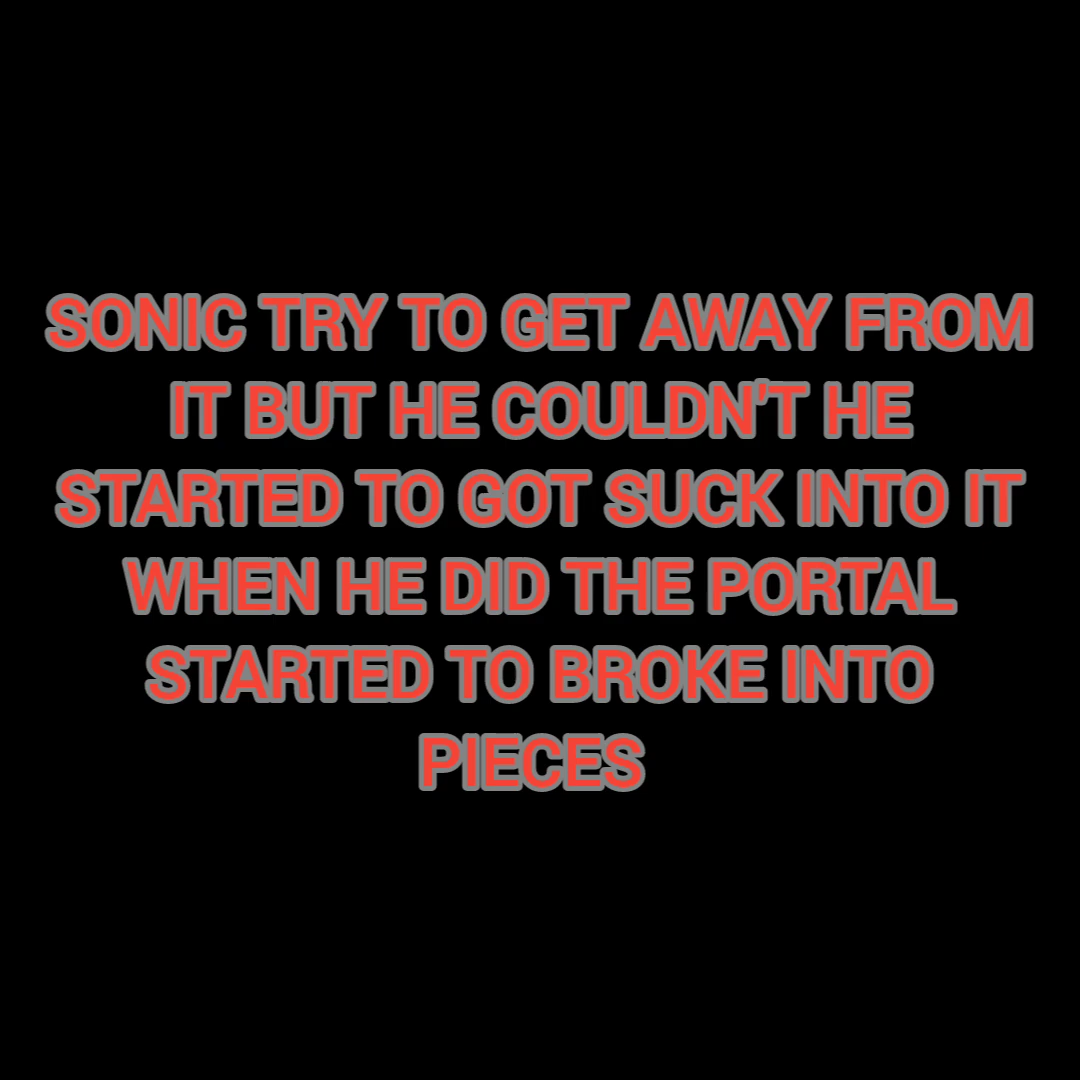 SONIC TRY TO GET AWAY FROM
IT BUT HE COULDN'T HE
STARTED TO GOT SUCK INTO IT
WHEN HE DID THE PORTAL
STARTED TO BROKE INTO
PIECES